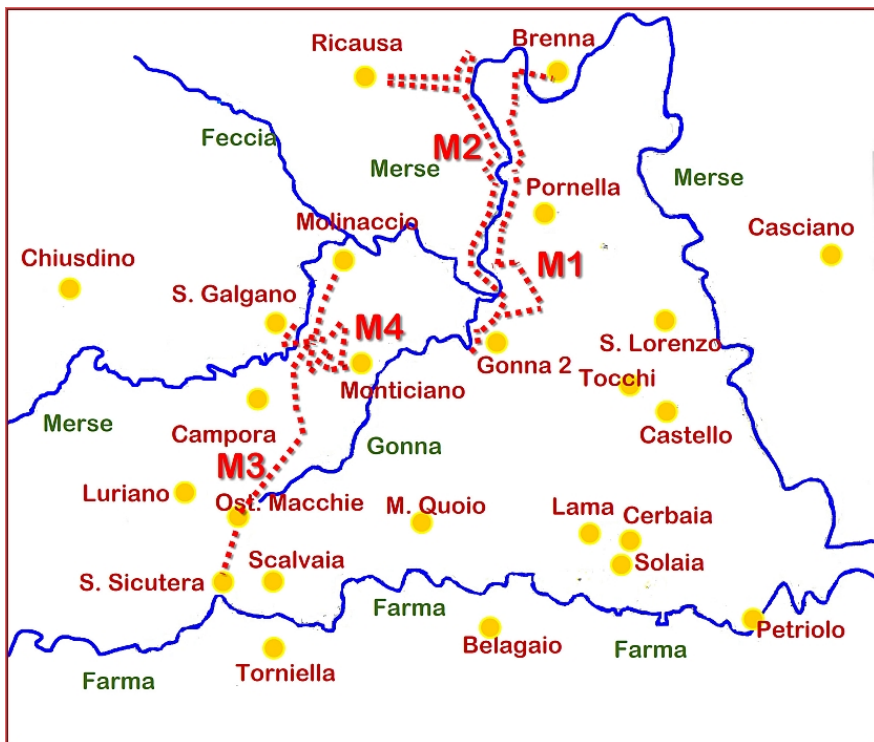 Ricausa
Brenna
Feccia
M2
Merse
Merse
Pornella
Molinaccio
Casciano
Chiusdino
M1
S. Galgano
M4
S. Lorenzo
Gonna 2
Monticiano
Tocchi
Merse
Campora
Castello
Gonna
M3
Luriano
Ost. Macchie
M. Quoio
Lama
Cerbaia
Scalvaia
Solaia
S. Sicutera
Farma
Petriolo
Belagaio
Farma
Torniella
Farma